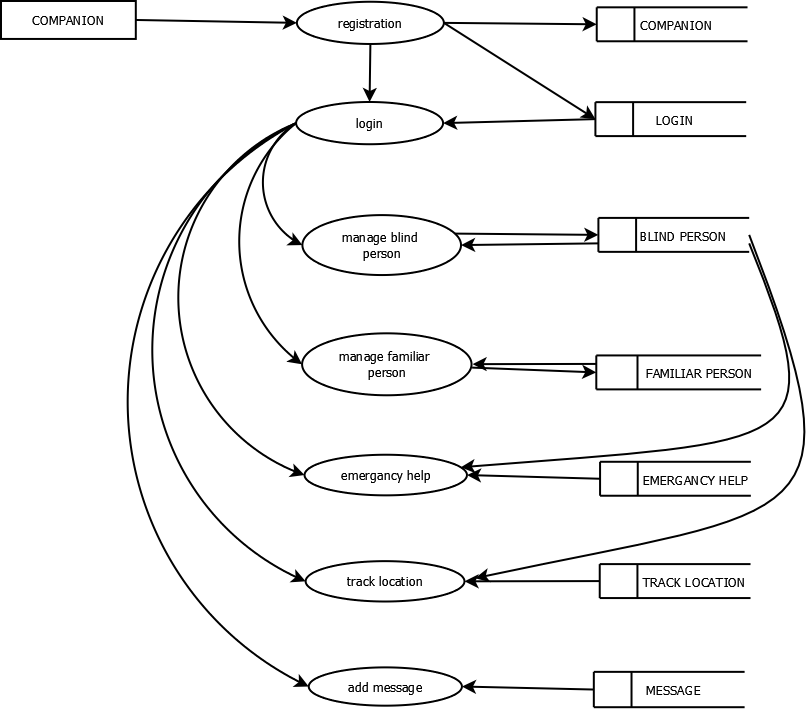 COMPANION
registration
COMPANION
login
LOGIN
manage blind
person
BLIND PERSON
manage familiar
person
FAMILIAR PERSON
emergancy help
EMERGANCY HELP
track location
TRACK LOCATION
add message
MESSAGE